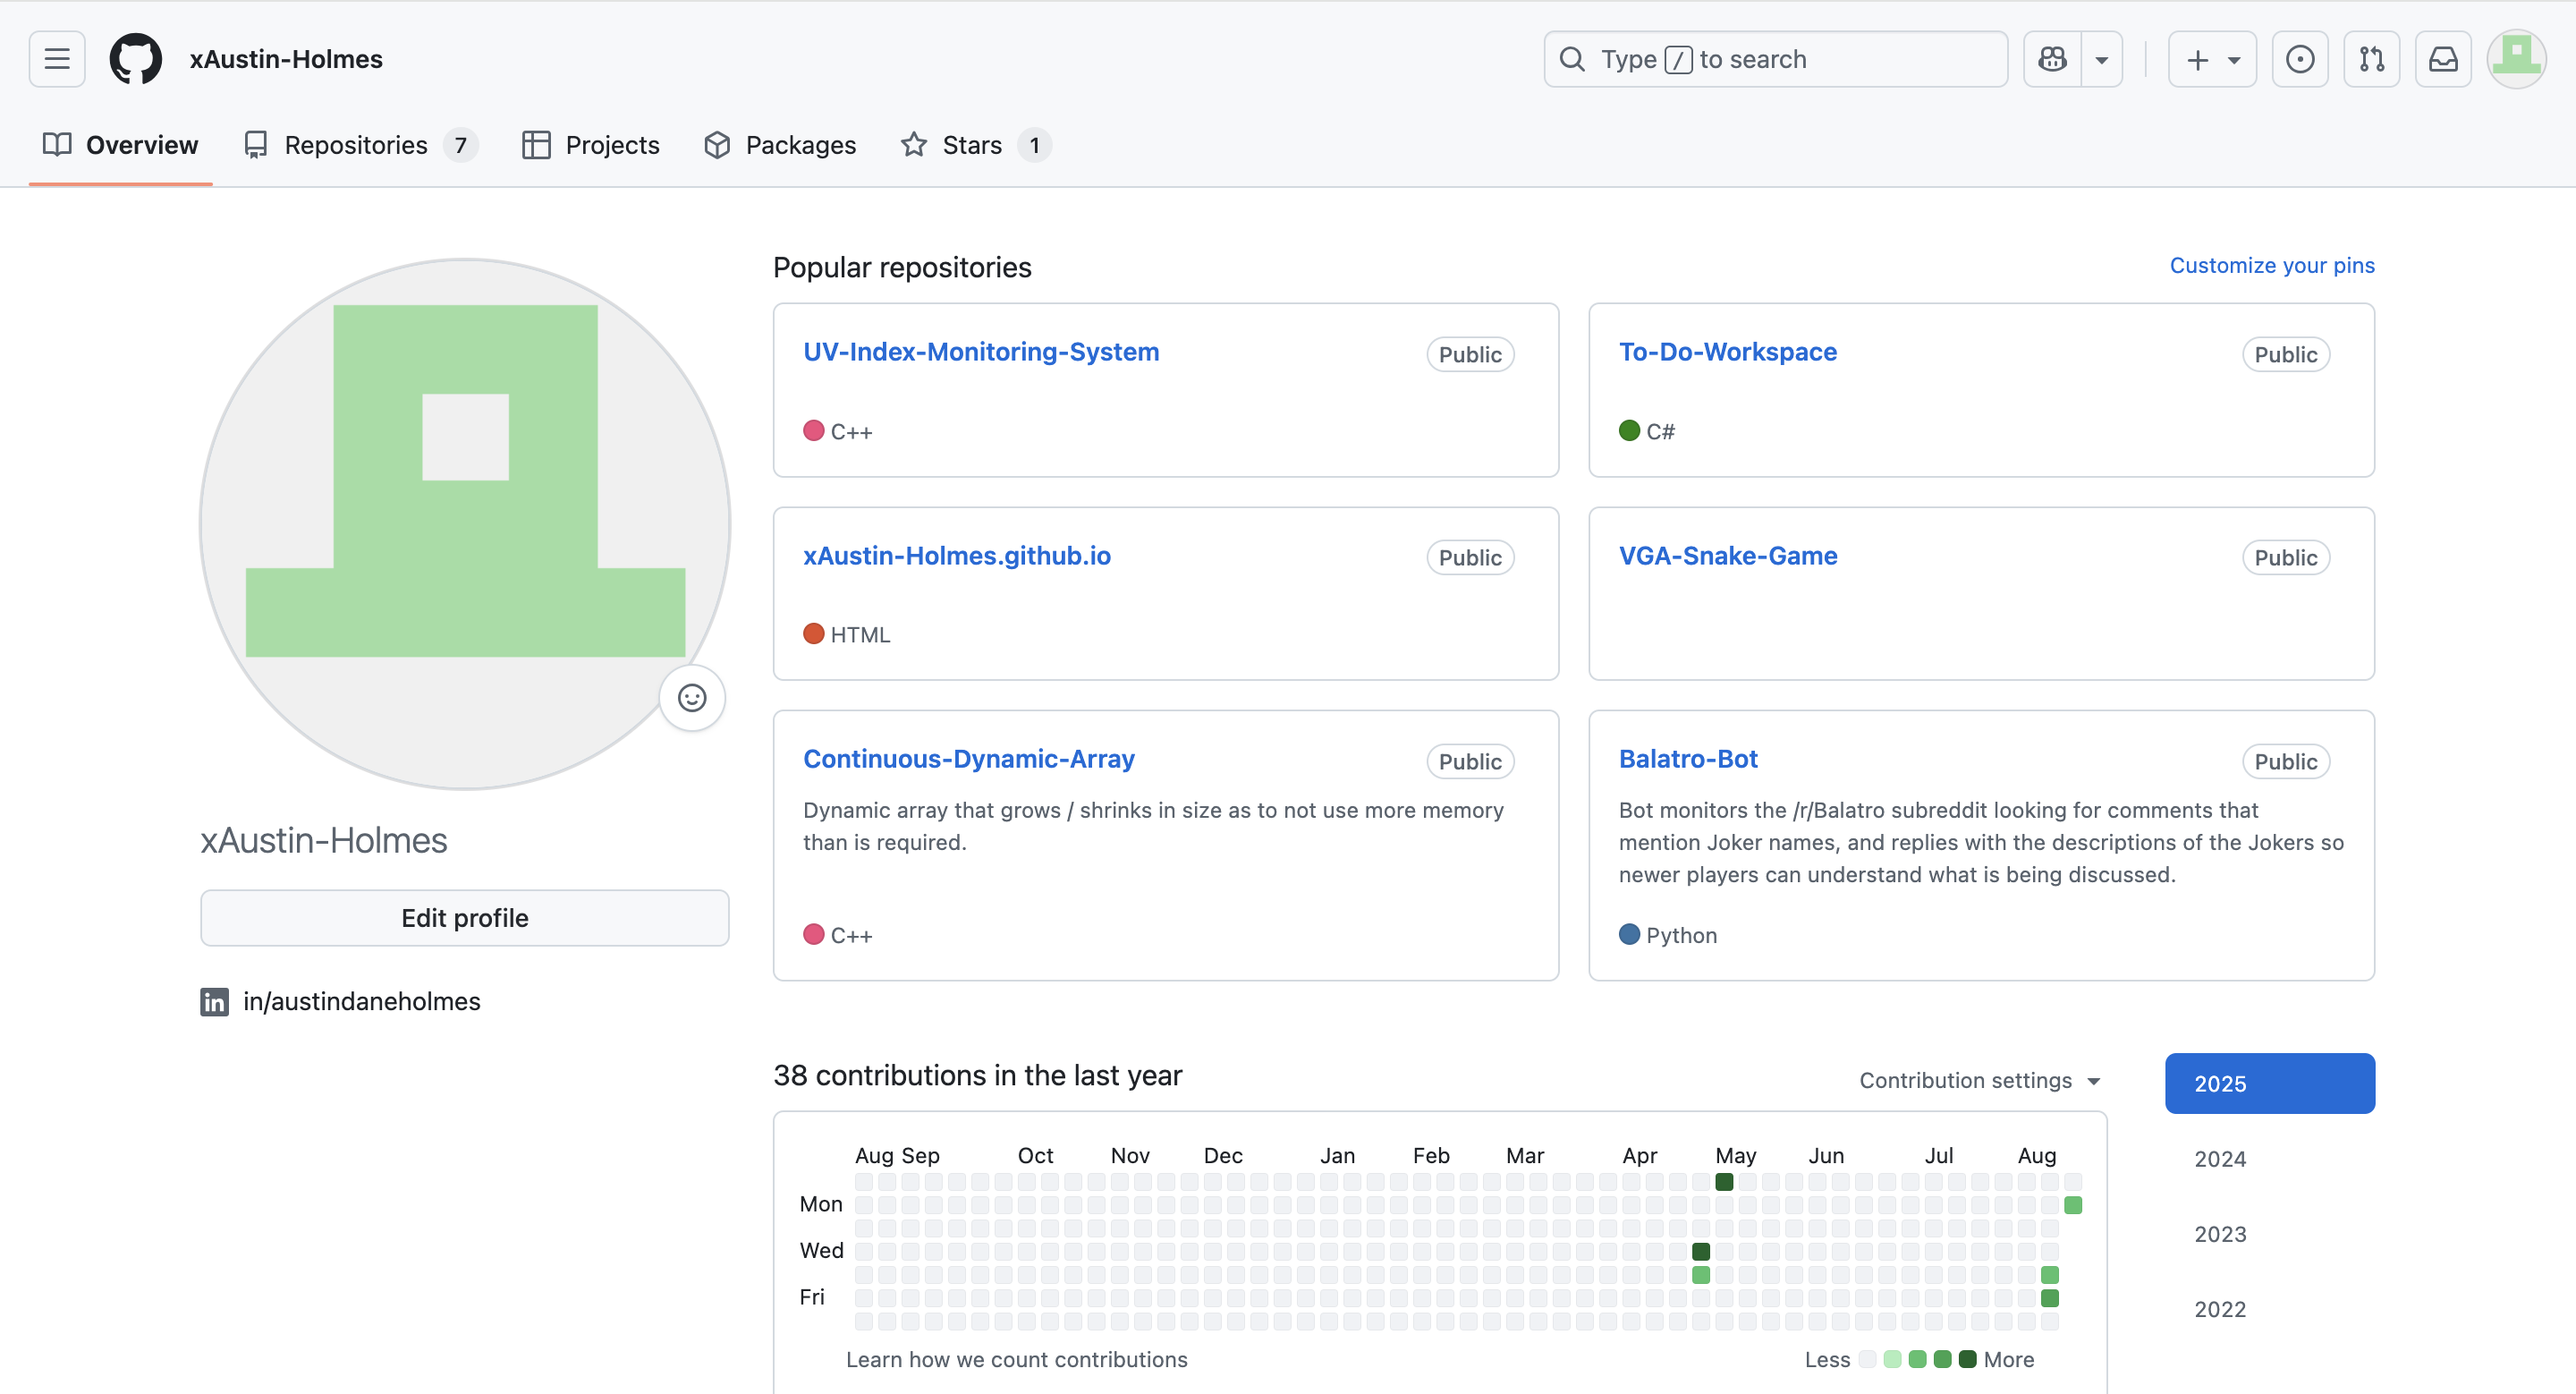 xAustin-Holmes
Type / to search
Overview
Repositories 7
Projects
Packages
Stars 1
Popular repositories
Customize your pins
UV-Index-Monitoring-System
Public
C++
To-Do-Workspace
Public
C#
xAustin-Holmes.github.io
Public
HTML
VGA-Snake-Game
Public
Continuous-Dynamic-Array
Public
Dynamic array that grows / shrinks in size as to not use more memory
than is required.
C++
Balatro-Bot
Public
Bot monitors the /r/Balatro subreddit looking for comments that
mention Joker names, and replies with the descriptions of the Jokers so
newer players can understand what is being discussed.
Python
xAustin-Holmes
Edit profile
in
in/austindaneholmes
38 contributions in the last year
Contribution settings
2025
2024
2023
2022
Aug Sep Oct Nov Dec Jan Feb Mar Apr May Jun Jul Aug
Mon
Wed
Fri
Learn how we count contributions
Less
More